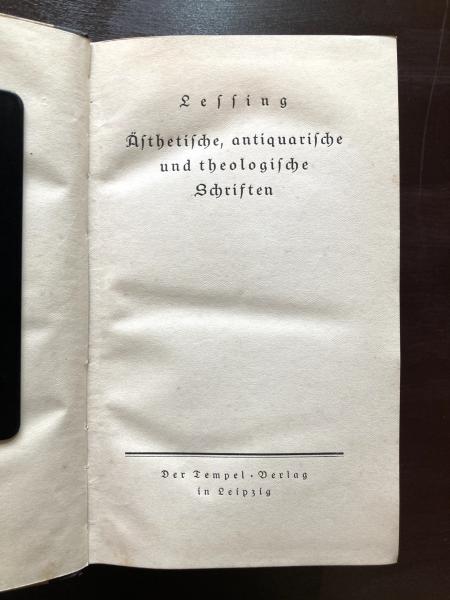 Leſſing
Äſthetiſche, antiquariſche
und theologiſche
Schriften
Der Tempel · Verlag
in Leipzig